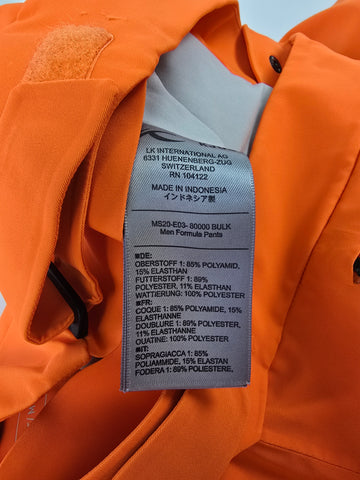 LK INTERNATIONAL AG
6331 HUENENBERG-ZUG
SWITZERLAND
RN 104122
MADE IN INDONESIA
インドネシア製
MS20-E03- 80000 BULK
Men Formula Pants
■DE:
OBERSTOFF 1: 85% POLYAMID,
15% ELASTHAN
FUTTERSTOFF 1: 89%
POLYESTER, 11% ELASTHAN
WATTIERUNG: 100% POLYESTER
■FR:
COQUE 1: 85% POLYAMIDE, 15%
ELASTHANNE
DOUBLURE 1: 89% POLYESTER,
11% ELASTHANNE
OUATINE: 100% POLYESTER
■IT:
SOPRAGIACCA 1: 85%
POLIAMMIDE, 15% ELASTAN
FODERA 1: 89% POLIESTERE,